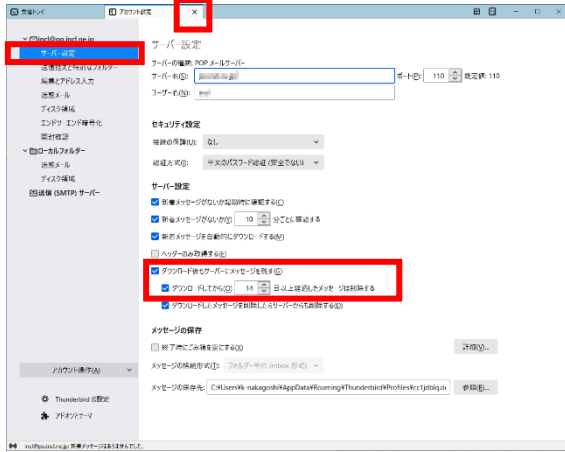 受信トレイ
アカウント設定
incl@po.incl.ne.jp
サーバー設定
送信控えと特別なフォルダー
編集とアドレス入力
迷惑メール
ディスク領域
エンドツーエンド暗号化
開封確認
ローカルフォルダー
迷惑メール
ディスク領域
送信 (SMTP) サーバー
アカウント操作(A)
Thunderbird の設定
アドオンとテーマ
サーバー設定
サーバーの種類: POP メールサーバー
サーバー名(S):
ポート(P): 110 既定値: 110
ユーザー名(N):
セキュリティ設定
接続の保護(U): なし
認証方式(I): 平文のパスワード認証 (安全でない)
サーバー設定
新着メッセージがないか起動時に確認する(C)
新着メッセージがないか(Y) 10 分ごとに確認する
新着メッセージを自動的にダウンロードする(M)
ヘッダーのみ取得する(E)
ダウンロード後もサーバーにメッセージを残す(G)
ダウンロードしてから(O) 14 日以上経過したメッセージは削除する
ダウンロードしたメッセージを削除したらサーバーからも削除する(D)
メッセージの保存
終了時にごみ箱を空にする(X)
詳細(V)...
メッセージの格納形式(T): フォルダー単位 (mbox 形式)
メッセージの保存先: C:¥Users¥k-nakagoshi¥AppData¥Roaming¥Thunderbird¥Profiles¥cc1jdblq.d
参照(B)...
incl@po.incl.ne.jp: 新着メッセージはありませんでした。